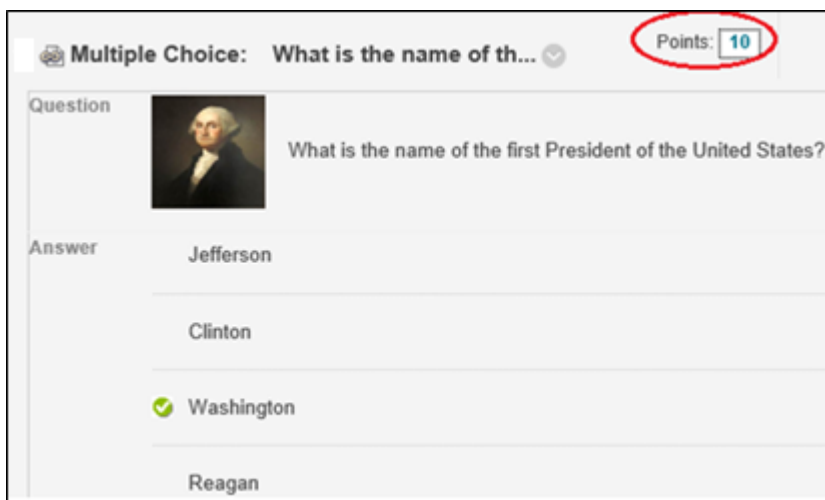 Multiple Choice: What is the name of th...
Points: 10
Question
What is the name of the first President of the United States?
Answer
Jefferson
Clinton
Washington
Reagan